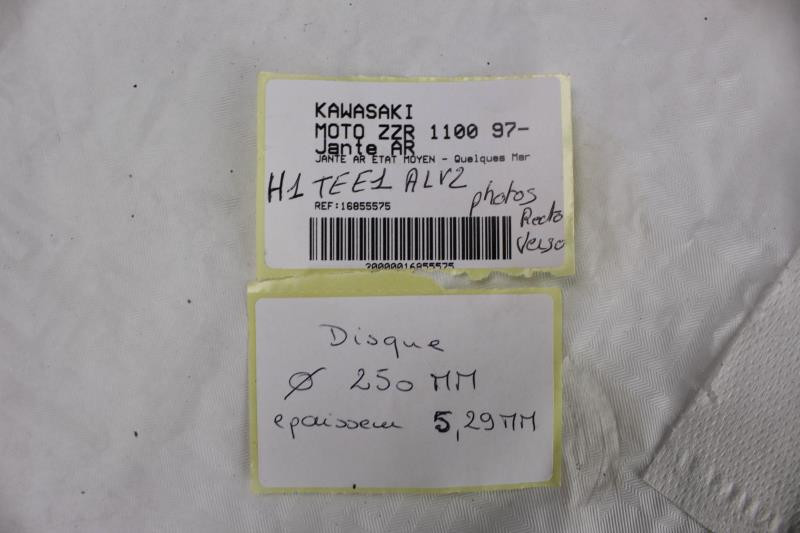 KAWASAKI
MOTO ZZR 1100 97-
Jante AR
JANTE AR ETAT MOYEN - Quelques Mar
H1 TEE1 ALV2
photos
Recto
Verso
REF:16855575
20000016855575
Disque
Ø 250 MM
epaisseur 5,29 MM